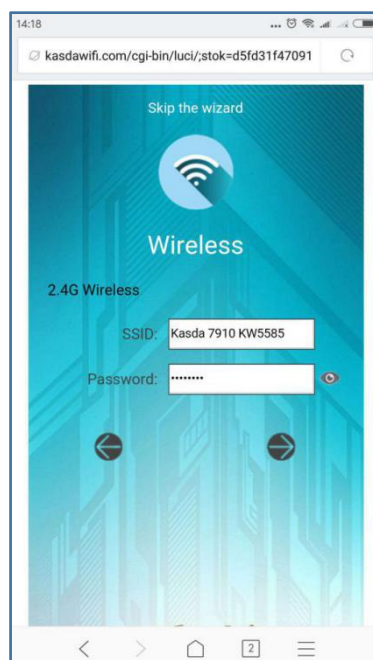 14:18
...
kasdawifi.com/cgi-bin/luci/;stok=d5fd31f47091
Skip the wizard
Wireless
2.4G Wireless
SSID: Kasda 7910 KW5585
Password: ••••••••
2